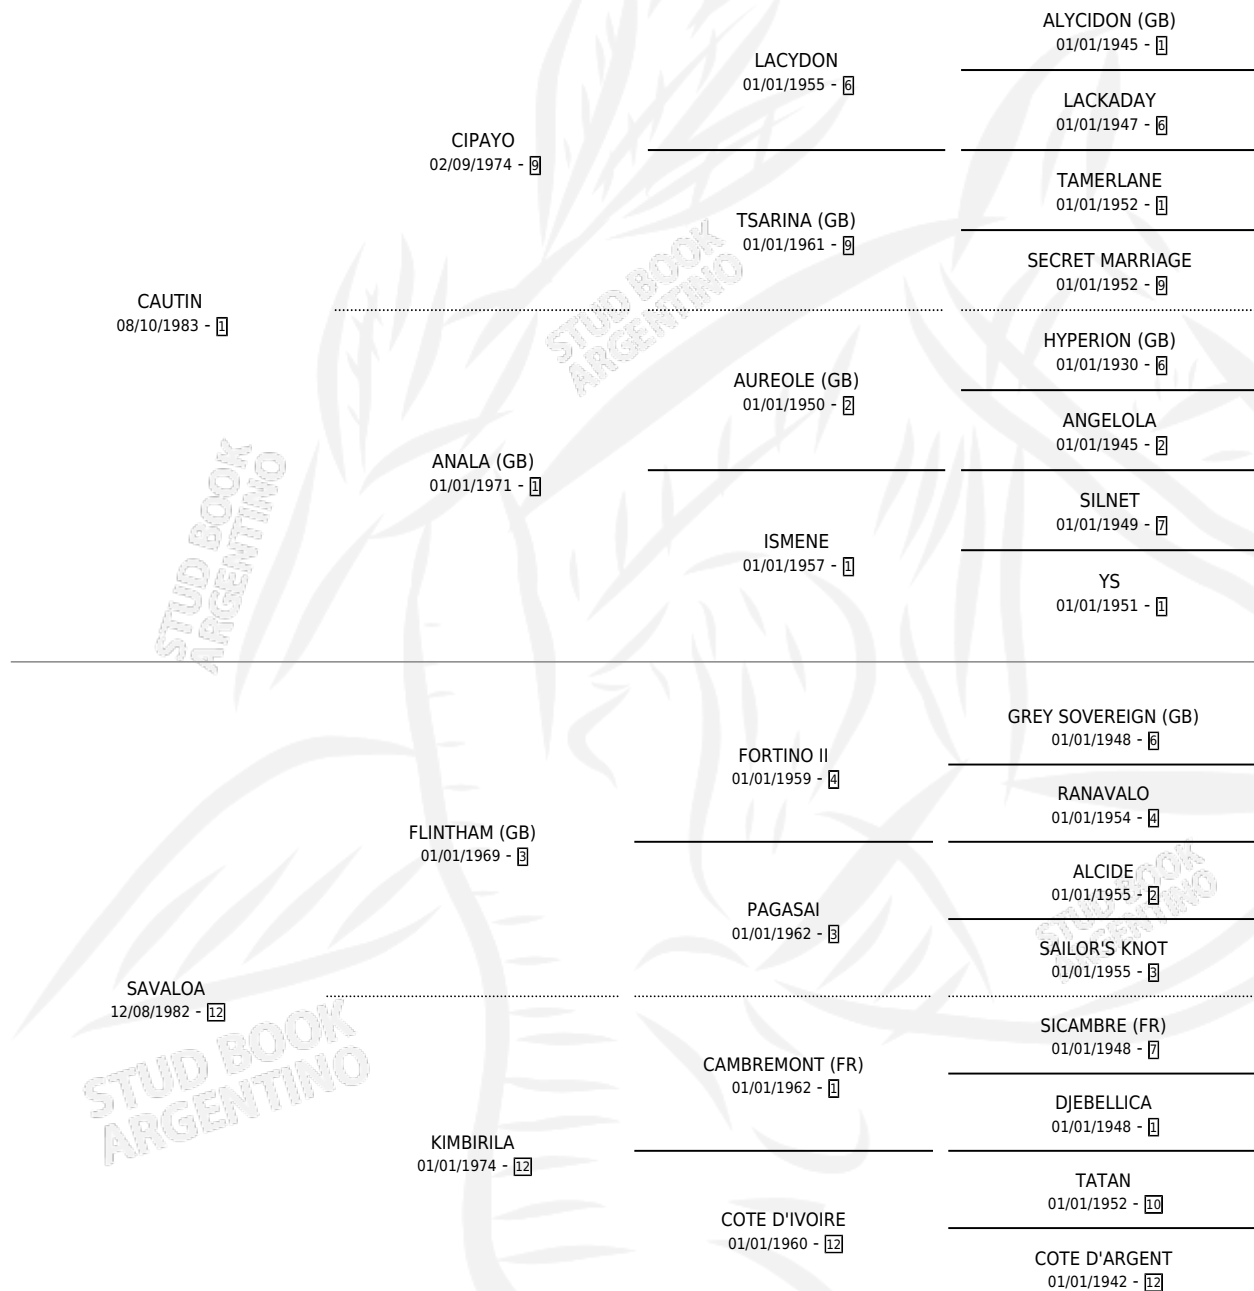 ALYCIDON (GB)
01/01/1945 - 1
LACYDON
01/01/1955 - 6
LACKADAY
01/01/1947 - 6
CIPAYO
02/09/1974 - 9
TAMERLANE
01/01/1952 - 1
TSARINA (GB)
01/01/1961 - 9
SECRET MARRIAGE
01/01/1952 - 9
CAUTIN
08/10/1983 - 1
HYPERION (GB)
01/01/1930 - 6
AUREOLE (GB)
01/01/1950 - 2
ANGELOLA
01/01/1945 - 2
ANALA (GB)
01/01/1971 - 1
SILNET
01/01/1949 - 7
ISMENE
01/01/1957 - 1
YS
01/01/1951 - 1
GREY SOVEREIGN (GB)
01/01/1948 - 6
FORTINO II
01/01/1959 - 4
RANAVALO
01/01/1954 - 4
FLINTHAM (GB)
01/01/1969 - 3
ALCIDE
01/01/1955 - 2
PAGASAI
01/01/1962 - 3
SAILOR'S KNOT
01/01/1955 - 3
SAVALOA
12/08/1982 - 12
SICAMBRE (FR)
01/01/1948 - 7
CAMBREMONT (FR)
01/01/1962 - 1
DJEBELLICA
01/01/1948 - 1
KIMBIRILA
01/01/1974 - 12
TATAN
01/01/1952 - 10
COTE D'IVOIRE
01/01/1960 - 12
COTE D'ARGENT
01/01/1942 - 12
STUD BOOK
ARGENTINO
STUD BOOK
ARGENTINO
STUD BOOK
ARGENTINO
STUD BOOK
ARGENTINO